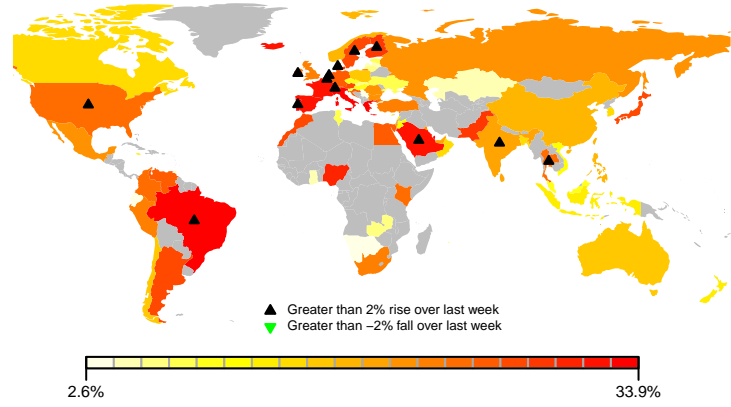 Greater than 2% rise over last week
Greater than −2% fall over last week
2.6%
33.9%